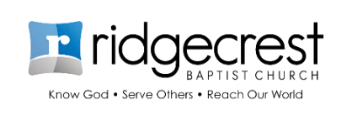 r ridgecrest
BAPTIST CHURCH
Know God • Serve Others • Reach Our World